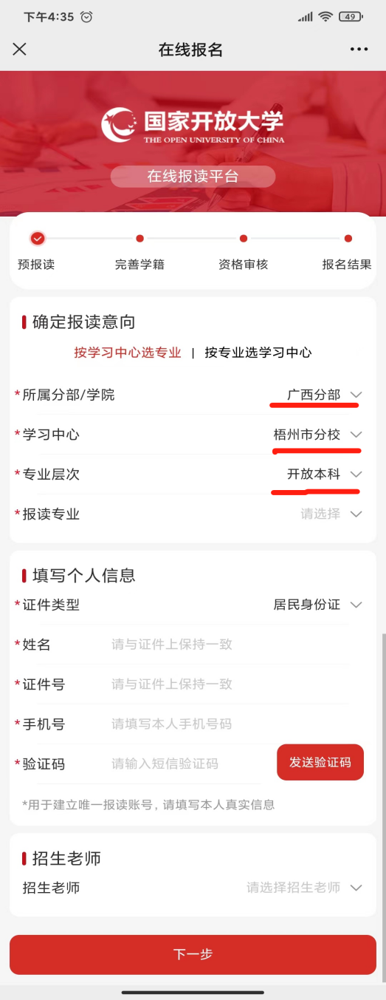 下午4:35
49
在线报名
国家开放大学
THE OPEN UNIVERSITY OF CHINA
在线报读平台
预报读 完善学籍 资格审核 报名结果
确定报读意向
按学习中心选专业 | 按专业选学习中心
*所属分部/学院 广西分部
*学习中心 梧州市分校
*专业层次 开放本科
*报读专业 请选择
填写个人信息
*证件类型 居民身份证
*姓名 请与证件上保持一致
*证件号 请与证件上保持一致
*手机号 请填写本人手机号码
*验证码 请输入短信验证码 发送验证码
*用于建立唯一报读账号，请填写本人真实信息
招生老师
招生老师 请选择招生老师
下一步